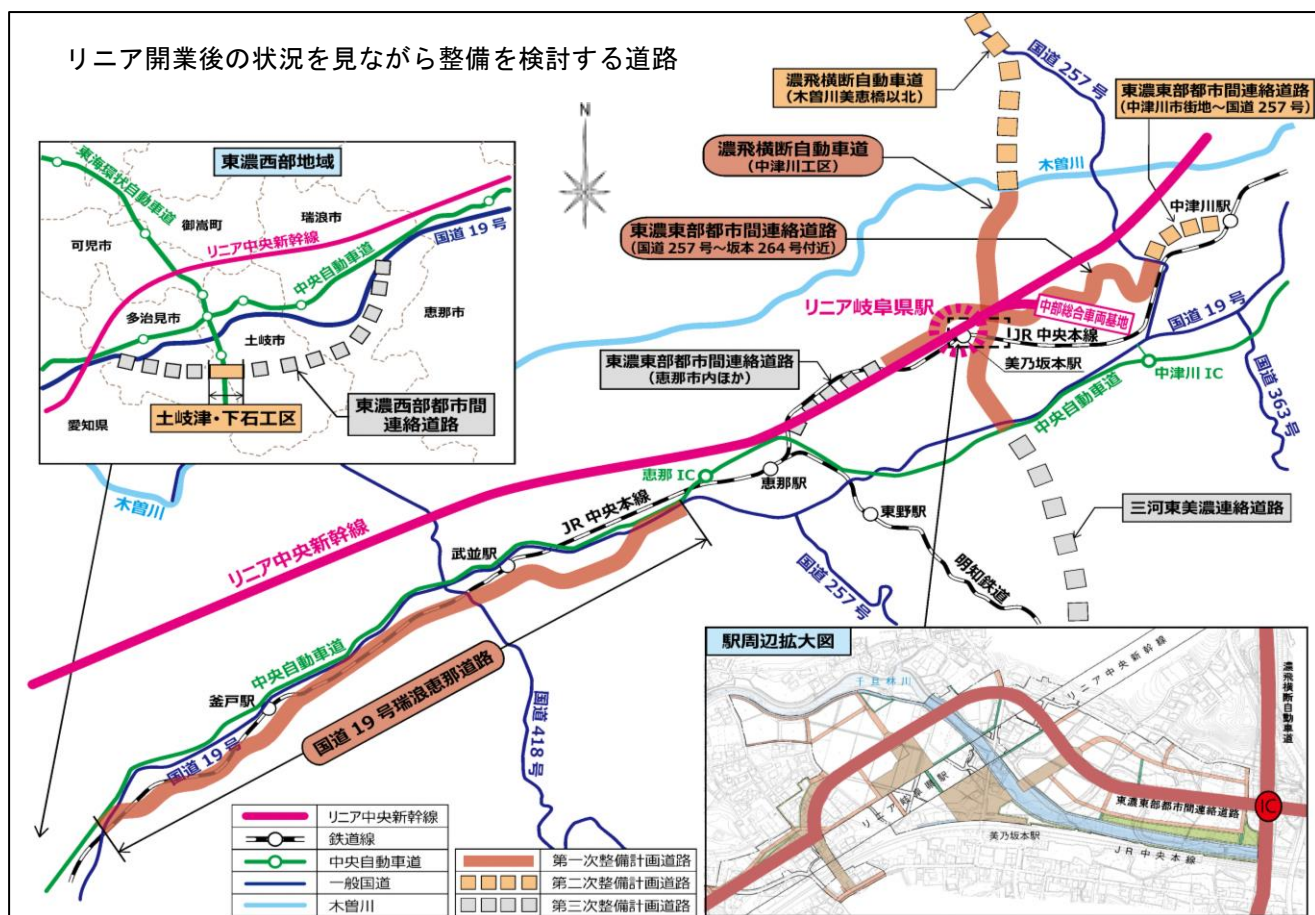 リニア開業後の状況を見ながら整備を検討する道路
東濃西部地域
東海環状自動車道
御嵩町
瑞浪市
可児市
リニア中央新幹線
国道19号
中央自動車道
多治見市
恵那市
土岐市
愛知県
土岐津・下石工区
東濃西部都市間
連絡道路
N
濃飛横断自動車道
(木曽川美恵橋以北)
国道257号
東濃東部都市間連絡道路
(中津川市街地～国道257号)
濃飛横断自動車道
(中津川工区)
木曽川
中津川駅
東濃東部都市間連絡道路
(国道257号～坂本264号付近)
リニア岐阜県駅
中部総合車両基地
JR中央本線
国道19号
美乃坂本駅
東濃東部都市間連絡道路
(恵那市内ほか)
中津川IC
国道363号
中央自動車道
恵那IC
恵那駅
木曽川
東野駅
三河東美濃連絡道路
JR中央本線
リニア中央新幹線
武並駅
国道257号
明知鉄道
中央自動車道
釜戸駅
国道19号瑞浪恵那道路
国道418号
国道19号
リニア中央新幹線
鉄道線
中央自動車道
一般国道
木曽川
第一次整備計画道路
第二次整備計画道路
第三次整備計画道路
駅周辺拡大図
千旦林川
リニア中央新幹線
濃飛横断自動車道
リニア岐阜県駅
東濃東部都市間連絡道路
IC
美乃坂本駅
JR中央本線